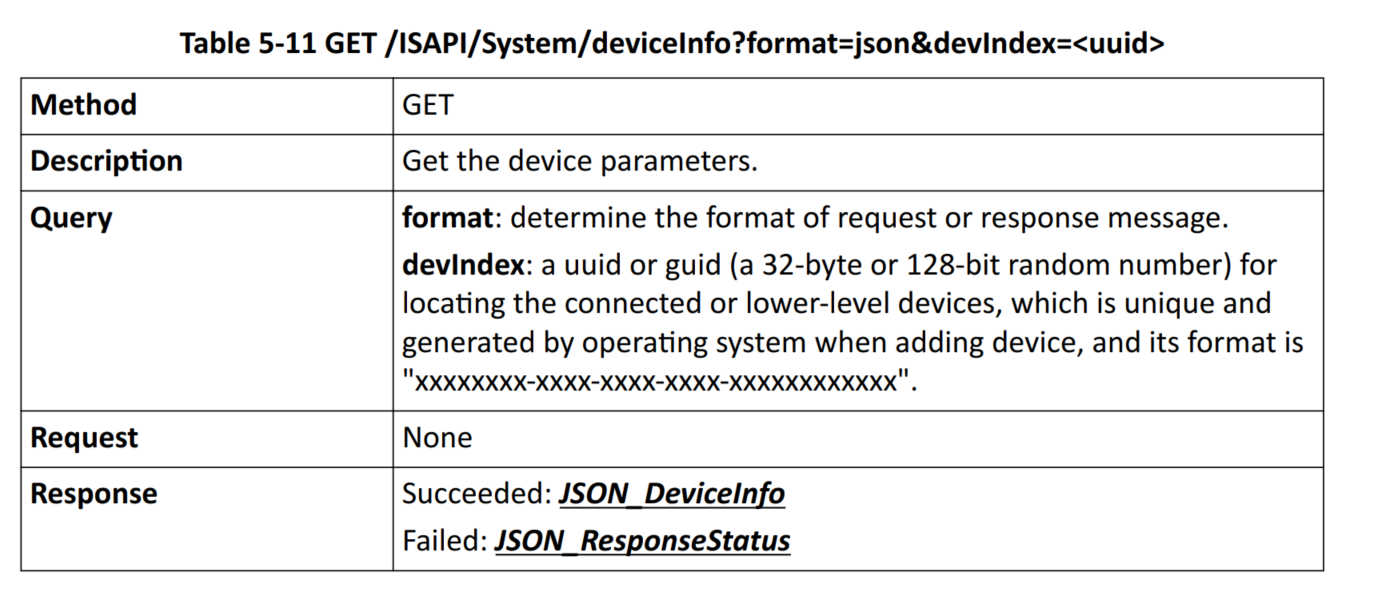 Table 5-11 GET /ISAPI/System/deviceInfo?format=json&devIndex=<uuid>
Method GET
Description Get the device parameters.
Query format: determine the format of request or response message.
devIndex: a uuid or guid (a 32-byte or 128-bit random number) for
locating the connected or lower-level devices, which is unique and
generated by operating system when adding device, and its format is
"xxxxxxxx-xxxx-xxxx-xxxx-xxxxxxxxxxxx".
Request None
Response Succeeded: JSON_DeviceInfo
Failed: JSON_ResponseStatus